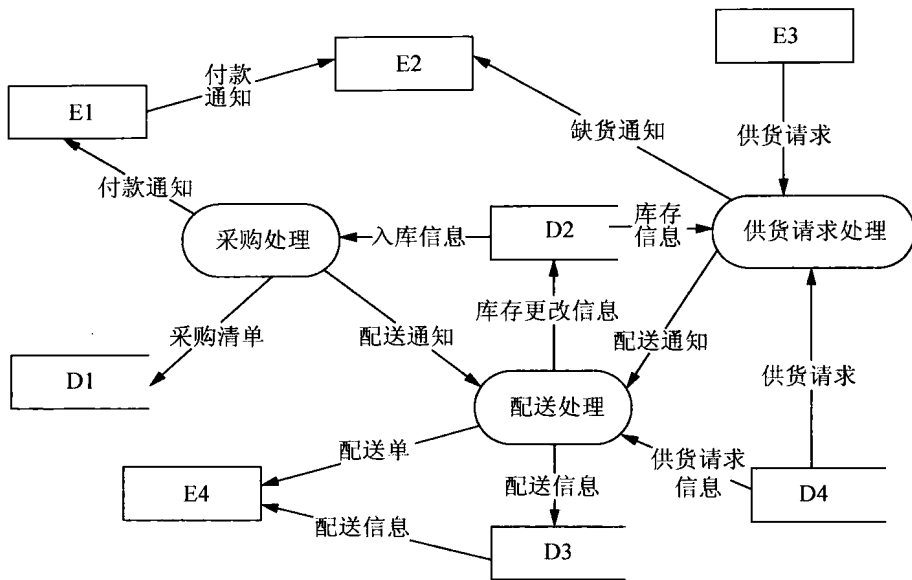 E3
付款
通知
E2
E1
缺货通知
供货请求
付款通知
采购处理
入库信息
D2
库存
信息
供货请求处理
采购清单
配送通知
库存更改信息
配送通知
D1
供货请求
配送处理
配送单
供货请求
信息
E4
配送信息
D4
配送信息
D3